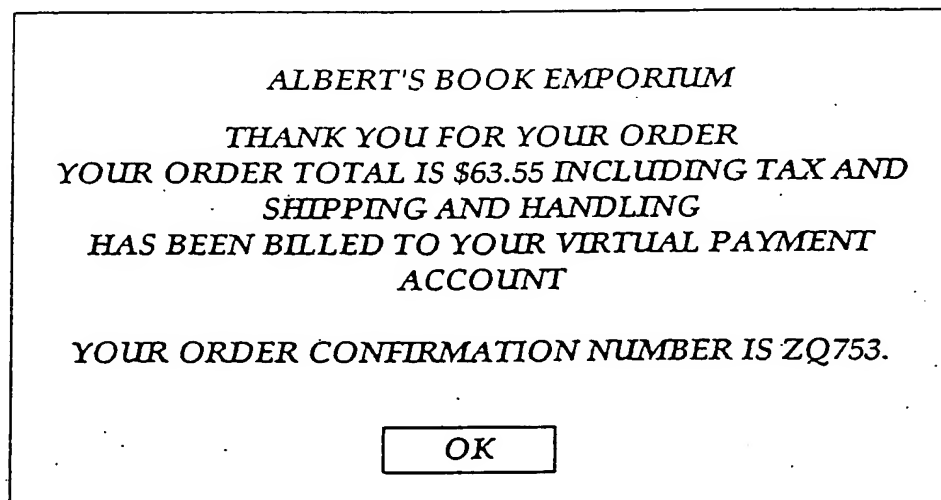 ALBERT'S BOOK EMPORIUM
THANK YOU FOR YOUR ORDER
YOUR ORDER TOTAL IS $63.55 INCLUDING TAX AND
SHIPPING AND HANDLING
HAS BEEN BILLED TO YOUR VIRTUAL PAYMENT
ACCOUNT
YOUR ORDER CONFIRMATION NUMBER IS ZQ753.
OK